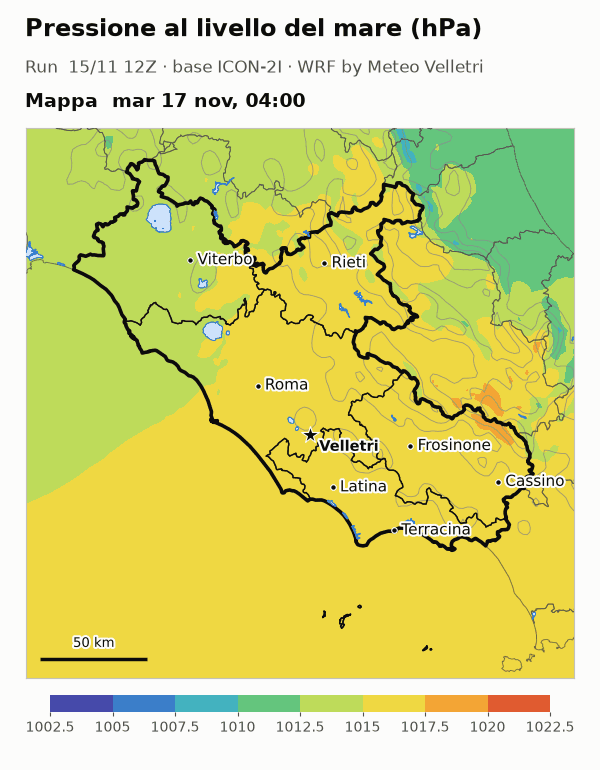 Pressione al livello del mare (hPa)
Run  15/11 12Z · base ICON-2I · WRF by Meteo Velletri
Mappa  mar 17 nov, 04:00
Viterbo
Rieti
Roma
Velletri
Frosinone
Latina
Cassino
Terracina
50 km
1002.5 1005 1007.5 1010 1012.5 1015 1017.5 1020 1022.5